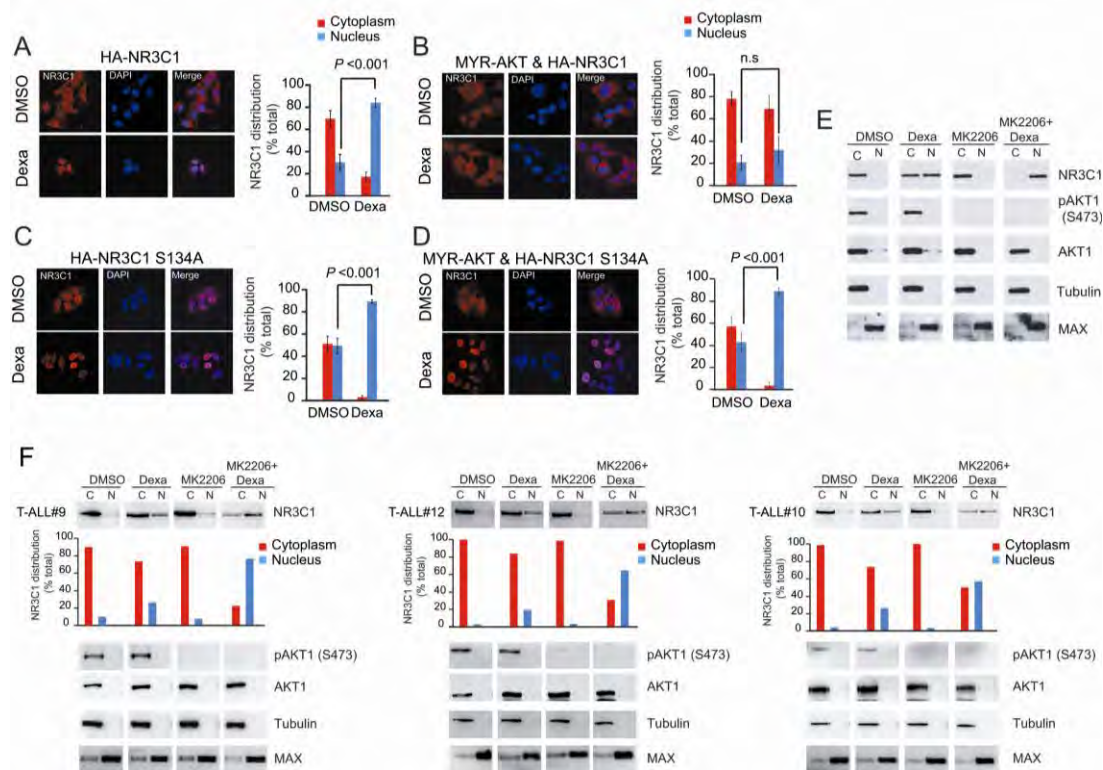 A
HA-NR3C1
Cytoplasm
Nucleus
DMSO
Dexa
NR3C1
DAPI
Merge
NR3C1 distribution
(% total)
100
80
60
40
20
0
P <0.001
DMSO
Dexa
B
MYR-AKT & HA-NR3C1
Cytoplasm
Nucleus
DMSO
Dexa
NR3C1
DAPI
Merge
NR3C1 distribution
(% total)
100
80
60
40
20
0
n.s
DMSO
Dexa
C
HA-NR3C1 S134A
DMSO
Dexa
NR3C1
DAPI
Merge
NR3C1 distribution
(% total)
100
80
60
40
20
0
P <0.001
DMSO
Dexa
D
MYR-AKT & HA-NR3C1 S134A
DMSO
Dexa
NR3C1
DAPI
Merge
NR3C1 distribution
(% total)
100
80
60
40
20
0
P <0.001
DMSO
Dexa
E
DMSO
Dexa
MK2206
MK2206+
Dexa
C N C N C N C N
NR3C1
pAKT1
(S473)
AKT1
Tubulin
MAX
F
DMSO
Dexa
MK2206
MK2206+
Dexa
C N C N C N C N
T-ALL#9
NR3C1
Cytoplasm
Nucleus
NR3C1 distribution
(% total)
100
80
60
40
20
0
pAKT1 (S473)
AKT1
Tubulin
MAX
DMSO
Dexa
MK2206
MK2206+
Dexa
C N C N C N C N
T-ALL#12
NR3C1
Cytoplasm
Nucleus
NR3C1 distribution
(% total)
100
80
60
40
20
0
pAKT1 (S473)
AKT1
Tubulin
MAX
DMSO
Dexa
MK2206
MK2206+
Dexa
C N C N C N C N
T-ALL#10
NR3C1
Cytoplasm
Nucleus
NR3C1 distribution
(% total)
100
80
60
40
20
0
pAKT1 (S473)
AKT1
Tubulin
MAX